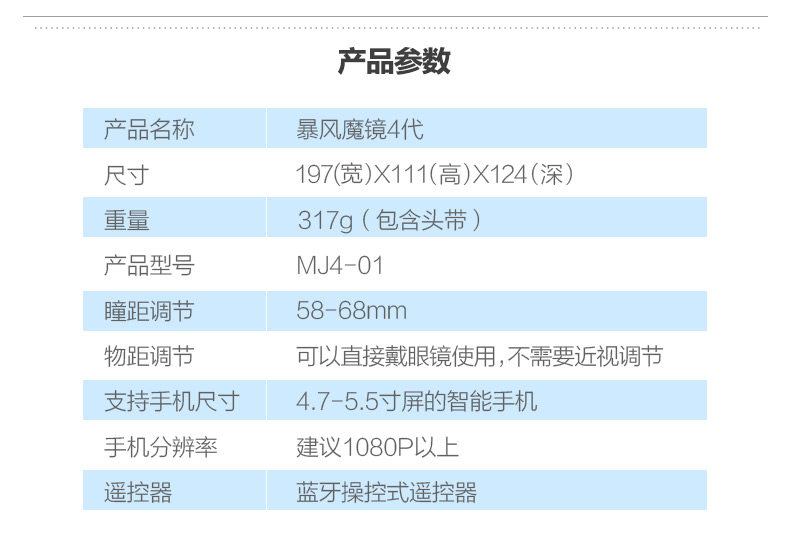 产品参数
产品名称 暴风魔镜4代
尺寸 197(宽)X111(高)X124(深)
重量 317g(包含头带)
产品型号 MJ4-01
瞳距调节 58-68mm
物距调节 可以直接戴眼镜使用,不需要近视调节
支持手机尺寸 4.7-5.5寸屏的智能手机
手机分辨率 建议1080P以上
遥控器 蓝牙操控式遥控器